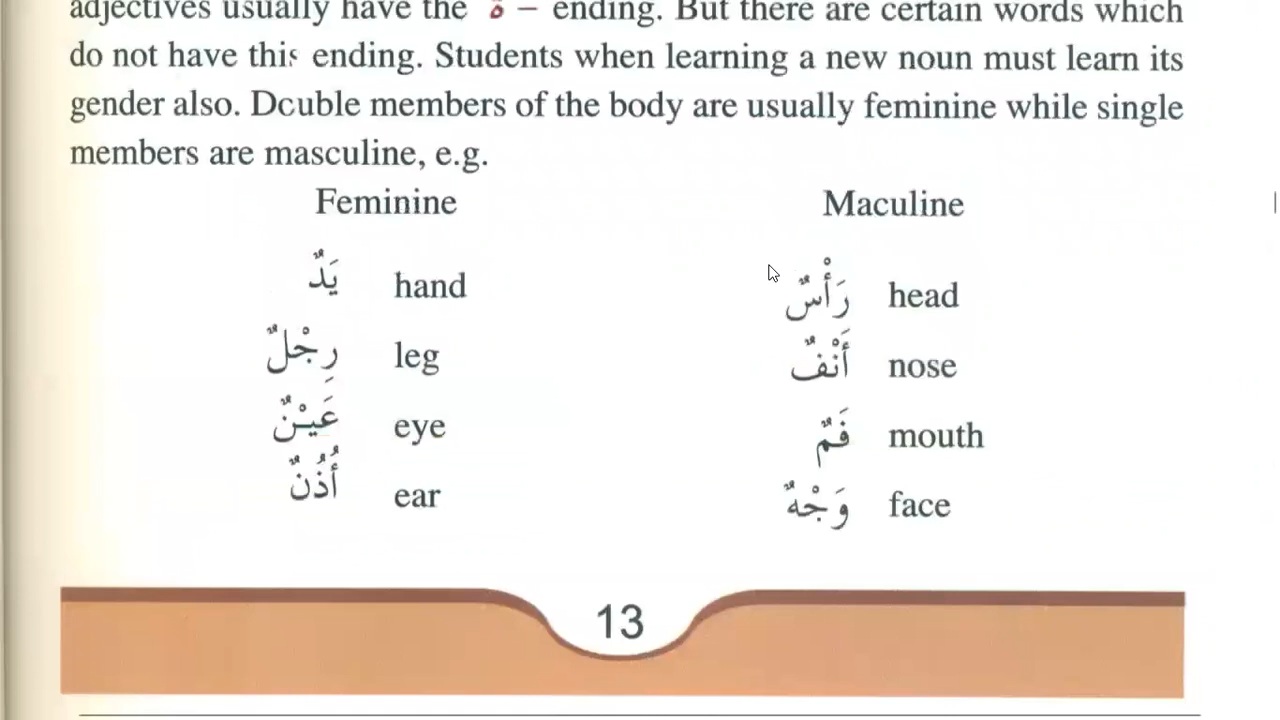 adjectives usually have the ـة – ending. But there are certain words which
do not have this ending. Students when learning a new noun must learn its
gender also. Double members of the body are usually feminine while single
members are masculine, e.g.
Feminine Maculine
يَدٌ hand رَأْسٌ head
رِجْلٌ leg أَنْفٌ nose
عَيْنٌ eye فَمٌ mouth
أُذُنٌ ear وَجْهٌ face
13